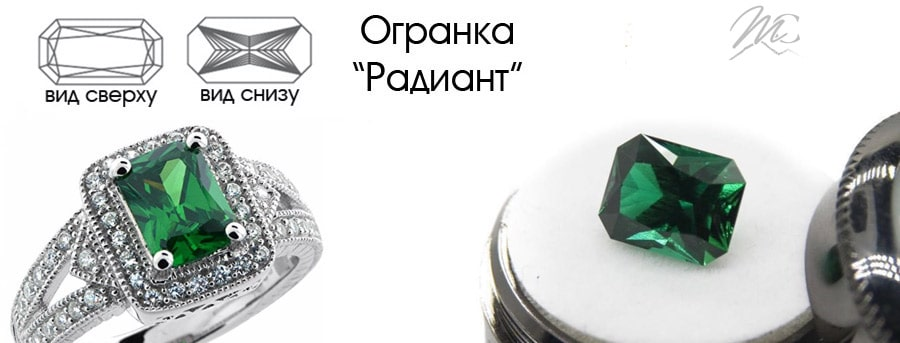 Огранка
“Радиант”
вид сверху
вид снизу